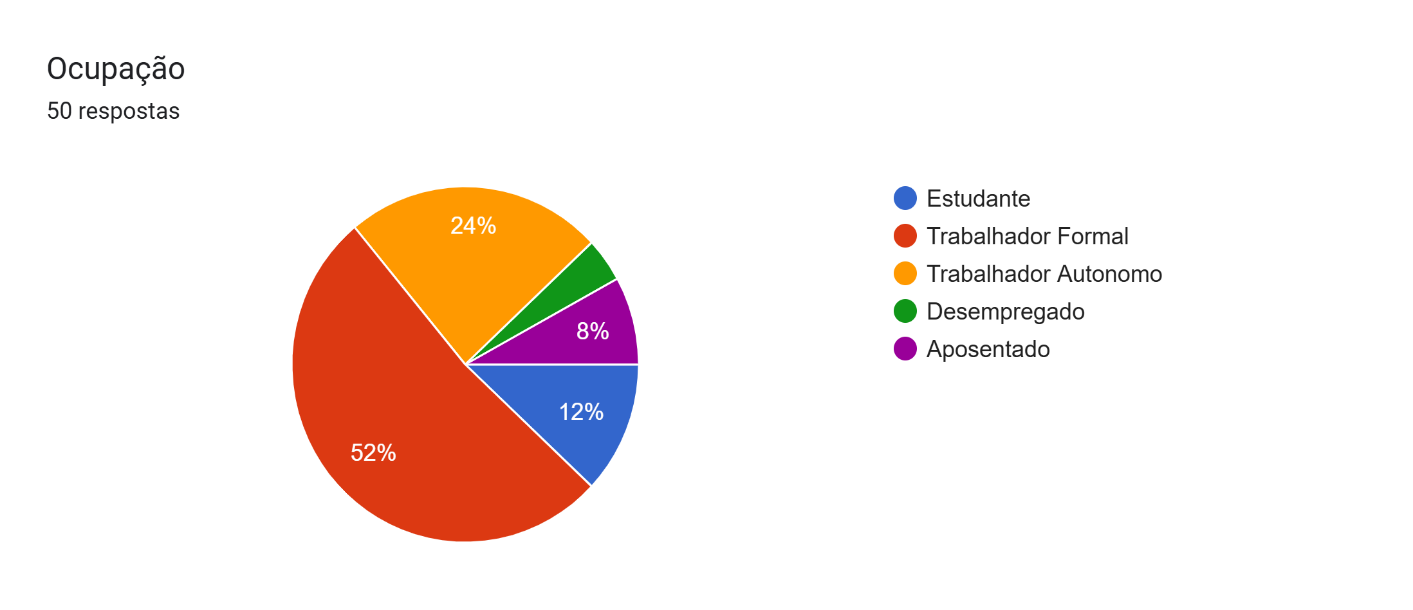 Ocupação
50 respostas
24%
8%
12%
52%
Estudante
Trabalhador Formal
Trabalhador Autonomo
Desempregado
Aposentado